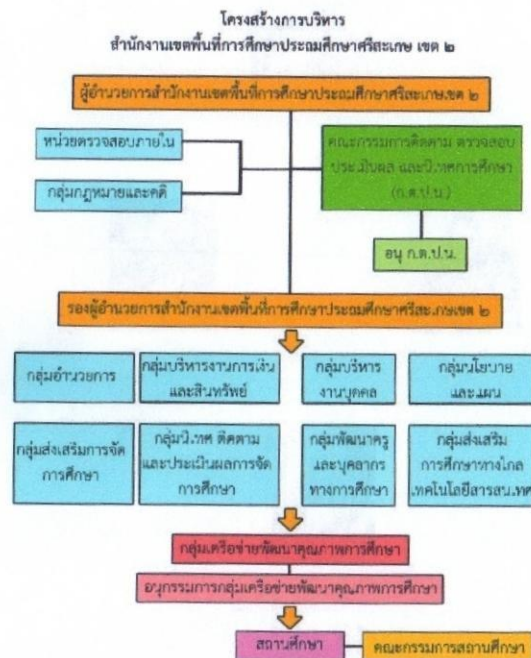 โครงสร้างการบริหาร
สำนักงานเขตพื้นที่การศึกษาประถมศึกษาศรีสะเกษ เขต ๒
ผู้อำนวยการสำนักงานเขตพื้นที่การศึกษาประถมศึกษาศรีสะเกษเขต ๒
หน่วยตรวจสอบภายใน
กลุ่มกฎหมายและคดี
คณะกรรมการติดตาม ตรวจสอบ
ประเมินผล และนิเทศการศึกษา
(ก.ต.ป.น.)
อนุ ก.ต.ป.น.
รองผู้อำนวยการสำนักงานเขตพื้นที่การศึกษาประถมศึกษาศรีสะเกษเขต ๒
กลุ่มอำนวยการ
กลุ่มบริหารงานการเงิน
และสินทรัพย์
กลุ่มบริหาร
งานบุคคล
กลุ่มนโยบาย
และแผน
กลุ่มส่งเสริมการจัด
การศึกษา
กลุ่มนิเทศ ติดตาม
และประเมินผลการจัด
การศึกษา
กลุ่มพัฒนาครู
และบุคลากร
ทางการศึกษา
กลุ่มส่งเสริม
การศึกษาทางไกล
เทคโนโลยีสารสนเทศ
กลุ่มเครือข่ายพัฒนาคุณภาพการศึกษา
อนุกรรมการกลุ่มเครือข่ายพัฒนาคุณภาพการศึกษา
สถานศึกษา
คณะกรรมการสถานศึกษา